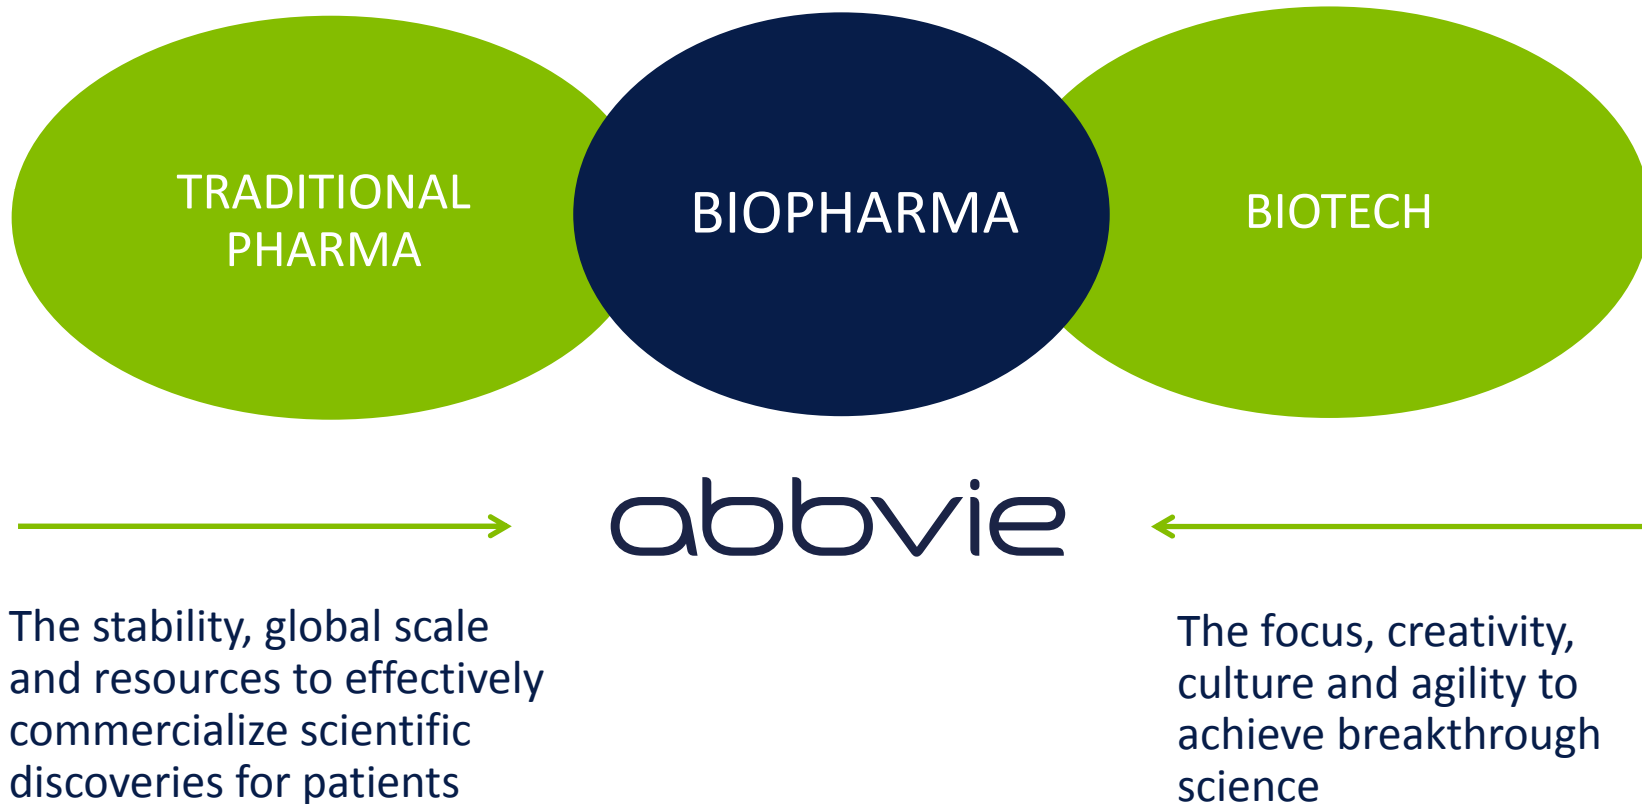 TRADITIONAL
PHARMA
BIOPHARMA
BIOTECH
abbvie
The stability, global scale
and resources to effectively
commercialize scientific
discoveries for patients
The focus, creativity,
culture and agility to
achieve breakthrough
science